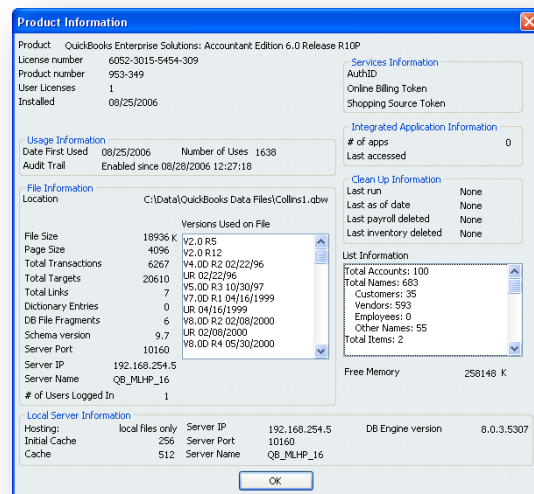 Product Information
Product QuickBooks Enterprise Solutions: Accountant Edition 6.0 Release R10P
License number 6052-3015-5454-309
Product number 953-349
User Licenses 1
Installed 08/25/2006
Services Information
AuthID
Online Billing Token
Shopping Source Token
Usage Information
Date First Used 08/25/2006 Number of Uses 1638
Audit Trail Enabled since 08/28/2006 12:27:18
Integrated Application Information
# of apps 0
Last accessed
File Information
Location C:\Data\QuickBooks Data Files\Collins1.qbw
File Size 18936 K
Page Size 4096
Total Transactions 6267
Total Targets 20610
Total Links 7
Dictionary Entries 0
DB File Fragments 6
Schema version 9.7
Server Port 10160
Server IP 192.168.254.5
Server Name QB_MLHP_16
# of Users Logged In 1
Versions Used on File
V2.0 R5
V2.0 R12
V4.0D R2 02/22/96
UR 02/22/96
V5.0D R3 10/30/97
V7.0D R1 04/16/1999
UR 04/16/1999
V8.0D R2 02/08/2000
UR 02/08/2000
V8.0D R4 05/30/2000
Clean Up Information
Last run None
Last as of date None
Last payroll deleted None
Last inventory deleted None
List Information
Total Accounts: 100
Total Names: 683
Customers: 35
Vendors: 593
Employees: 0
Other Names: 55
Total Items: 2
Free Memory 258148 K
Local Server Information
Hosting: local files only Server IP 192.168.254.5 DB Engine version 8.0.3.5307
Initial Cache 256 Server Port 10160
Cache 512 Server Name QB_MLHP_16
OK